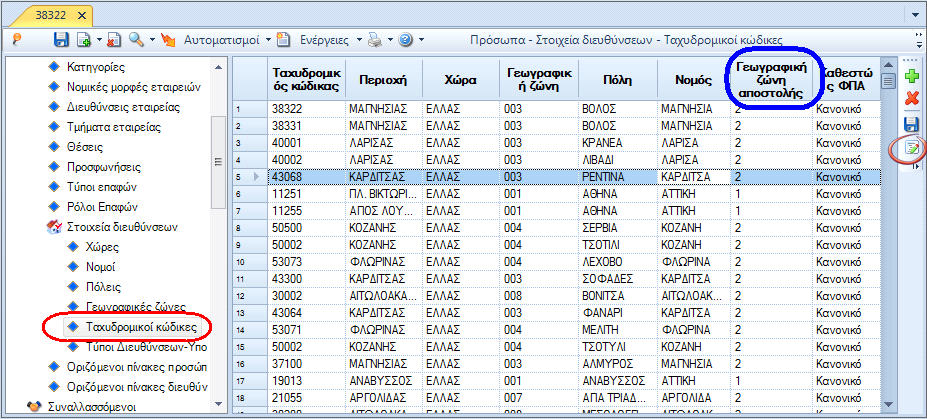 38322
Αυτοματισμοί
Ενέργειες
Πρόσωπα - Στοιχεία διευθύνσεων - Ταχυδρομικοί κώδικες
Κατηγορίες
Νομικές μορφές εταιρειών
Διευθύνσεις εταιρείας
Τμήματα εταιρείας
Θέσεις
Προσφωνήσεις
Τύποι επαφών
Ρόλοι Επαφών
Στοιχεία διευθύνσεων
Χώρες
Νομοί
Πόλεις
Γεωγραφικές ζώνες
Ταχυδρομικοί κώδικες
Τύποι Διευθύνσεων-Υπο
Οριζόμενοι πίνακες προσώπ
Οριζόμενοι πίνακες διευθύν
Συναλλασσόμενοι
Ταχυδρομικ
ός κώδικας Περιοχή Χώρα Γεωγραφικ
ή ζώνη Πόλη Νομός Γεωγραφική
ζώνη
αποστολής Καθεστώ
ς ΦΠΑ
1 38322 ΜΑΓΝΗΣΙΑΣ ΕΛΛΑΣ 003 ΒΟΛΟΣ ΜΑΓΝΗΣΙΑ 2 Κανονικό
2 38331 ΜΑΓΝΗΣΙΑΣ ΕΛΛΑΣ 003 ΒΟΛΟΣ ΜΑΓΝΗΣΙΑ 2 Κανονικό
3 40001 ΛΑΡΙΣΑΣ ΕΛΛΑΣ 003 ΚΡΑΝΕΑ ΛΑΡΙΣΑ 2 Κανονικό
4 40002 ΛΑΡΙΣΑΣ ΕΛΛΑΣ 003 ΛΙΒΑΔΙ ΛΑΡΙΣΑ 2 Κανονικό
5 43068 ΚΑΡΔΙΤΣΑΣ ΕΛΛΑΣ 003 ΡΕΝΤΙΝΑ ΚΑΡΔΙΤΣΑ 2 Κανονικό
6 11251 ΠΛ. ΒΙΚΤΩΡΙ... ΕΛΛΑΣ 001 ΑΘΗΝΑ ΑΤΤΙΚΗ 1 Κανονικό
7 11255 ΑΓΙΟΣ ΛΟΥ... ΕΛΛΑΣ 001 ΑΘΗΝΑ ΑΤΤΙΚΗ 1 Κανονικό
8 50500 ΚΟΖΑΝΗΣ ΕΛΛΑΣ 004 ΣΕΡΒΙΑ ΚΟΖΑΝΗ 2 Κανονικό
9 50002 ΚΟΖΑΝΗΣ ΕΛΛΑΣ 004 ΤΣΟΤΙΛΙ ΚΟΖΑΝΗ 2 Κανονικό
10 53073 ΦΛΩΡΙΝΑΣ ΕΛΛΑΣ 004 ΛΕΧΟΒΟ ΦΛΩΡΙΝΑ 2 Κανονικό
11 43300 ΚΑΡΔΙΤΣΑΣ ΕΛΛΑΣ 003 ΣΟΦΑΔΕΣ ΚΑΡΔΙΤΣΑ 2 Κανονικό
12 30002 ΑΙΤΩΛΟΑΚΑ... ΕΛΛΑΣ 008 ΒΟΝΙΤΣΑ ΑΙΤΩΛΟΑΚ... 2 Κανονικό
13 43064 ΚΑΡΔΙΤΣΑΣ ΕΛΛΑΣ 003 ΦΑΝΑΡΙ ΚΑΡΔΙΤΣΑ 2 Κανονικό
14 53071 ΦΛΩΡΙΝΑΣ ΕΛΛΑΣ 004 ΜΕΛΙΤΗ ΦΛΩΡΙΝΑ 2 Κανονικό
15 50002 ΚΟΖΑΝΗΣ ΕΛΛΑΣ 004 ΤΣΟΤΥΛΙ ΚΟΖΑΝΗ 2 Κανονικό
16 37100 ΜΑΓΝΗΣΙΑΣ ΕΛΛΑΣ 003 ΑΛΜΥΡΟΣ ΜΑΓΝΗΣΙΑ 2 Κανονικό
17 19013 ΑΝΑΒΥΣΣΟΣ ΕΛΛΑΣ 001 ΑΝΑΒΥΣΣΟΣ ΑΤΤΙΚΗ 1 Κανονικό
18 21055 ΑΡΓΟΛΙΔΑΣ ΕΛΛΑΣ 007 ΑΓΙΑ ΤΡΙΑΔ... ΑΡΓΟΛΙΔΑ 2 Κανονικό